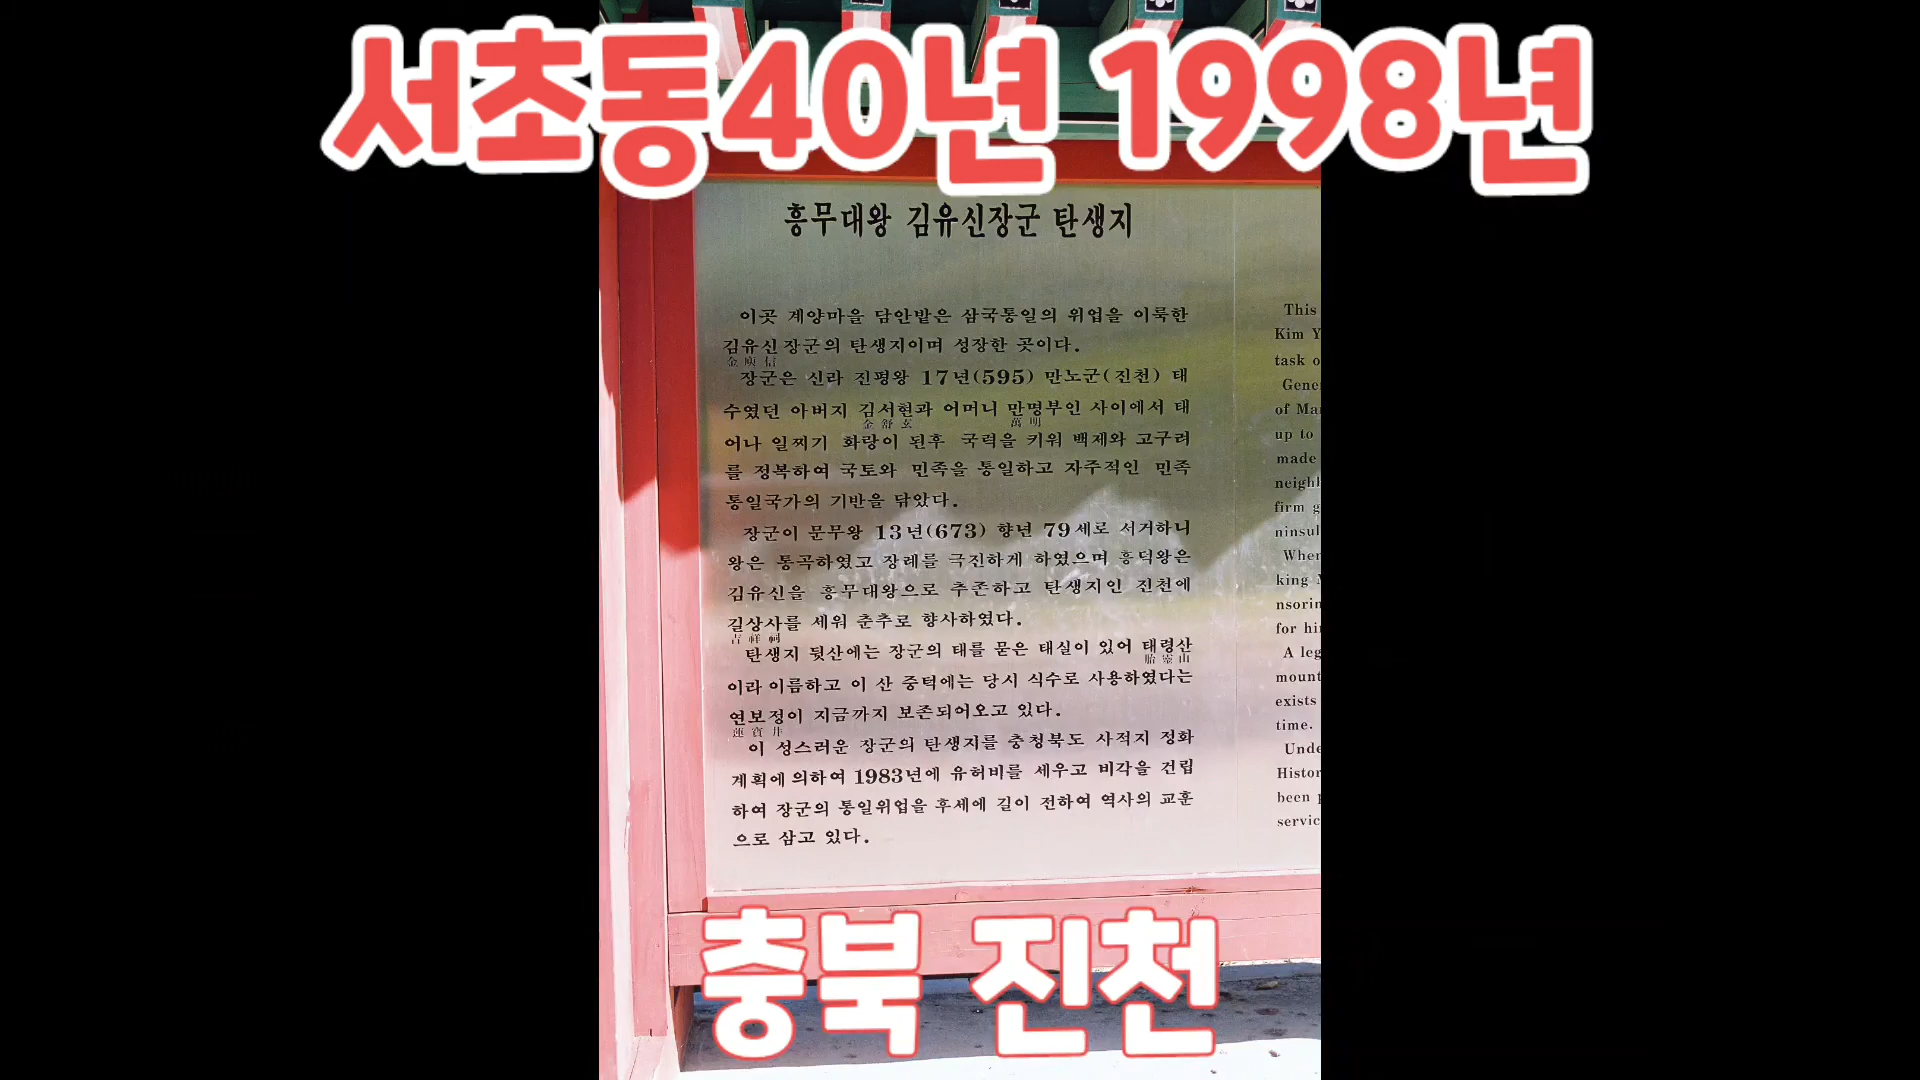 서초동40년 1998년
흥무대왕 김유신장군 탄생지
이곳 계양마을 담안밭은 삼국통일의 위업을 이룩한
김유신장군의 탄생지이며 성장한 곳이다.
金庾信
장군은 신라 진평왕 17년(595) 만노군(진천) 태
수였던 아버지 김서현과 어머니 만명부인 사이에서 태
金舒玄 萬明
어나 일찌기 화랑이 된후 국력을 키워 백제와 고구려
를 정복하여 국토와 민족을 통일하고 자주적인 민족
통일국가의 기반을 닦았다.
장군이 문무왕 13년(673) 향년 79세로 서거하니
왕은 통곡하였고 장례를 극진하게 하였으며 흥덕왕은
김유신을 흥무대왕으로 추존하고 탄생지인 진천에
길상사를 세워 춘추로 향사하였다.
吉祥祠
탄생지 뒷산에는 장군의 태를 묻은 태실이 있어 태령산
胎靈山
이라 이름하고 이 산 중턱에는 당시 식수로 사용하였다는
연보정이 지금까지 보존되어오고 있다.
蓮寶井
이 성스러운 장군의 탄생지를 충청북도 사적지 정화
계획에의하여 1983년에 유허비를 세우고 비각을 건립
하여 장군의 통일위업을 후세에 길이 전하여 역사의 교훈
으로 삼고 있다.
This
Kim Y
task o
Gene
of Ma
up to
made
neigh
firm g
ninsul
When
king
nsorin
for hi
A leg
mount
exists
time.
Unde
Histor
been
servic
충북 진천